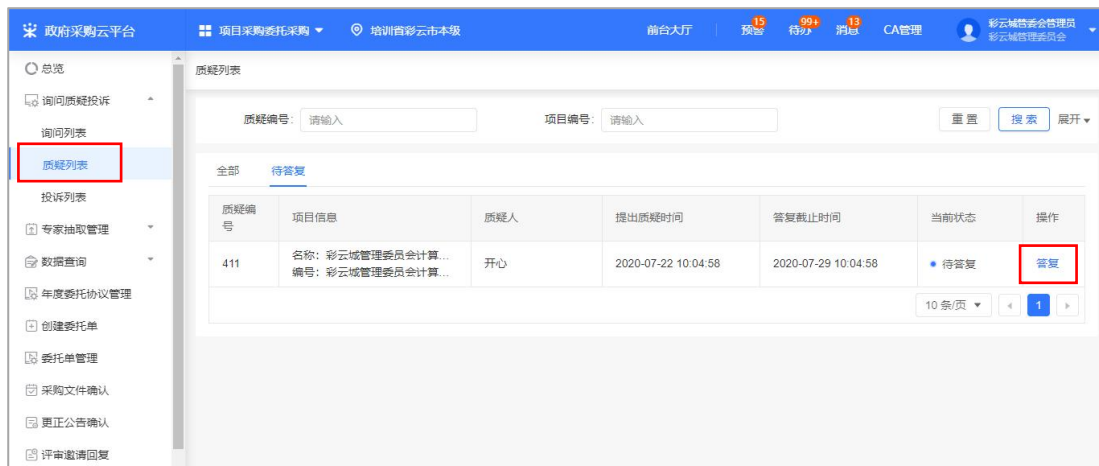 政府采购云平台
项目采购委托采购
培训省彩云市本级
前台大厅
预警
15
待办
99+
消息
13
CA管理
彩云城管委会管理员
彩云城管理委员会
总览
询问质疑投诉
询问列表
质疑列表
投诉列表
专家抽取管理
数据查询
年度委托协议管理
创建委托单
委托单管理
采购文件确认
更正公告确认
评审邀请回复
质疑列表
质疑编号: 请输入
项目编号: 请输入
重置
搜索
展开
全部
待答复
质疑编号
项目信息
质疑人
提出质疑时间
答复截止时间
当前状态
操作
411
名称：彩云城管理委员会计算...
编号：彩云城管理委员会计算...
开心
2020-07-22 10:04:58
2020-07-29 10:04:58
待答复
答复
10 条/页
1